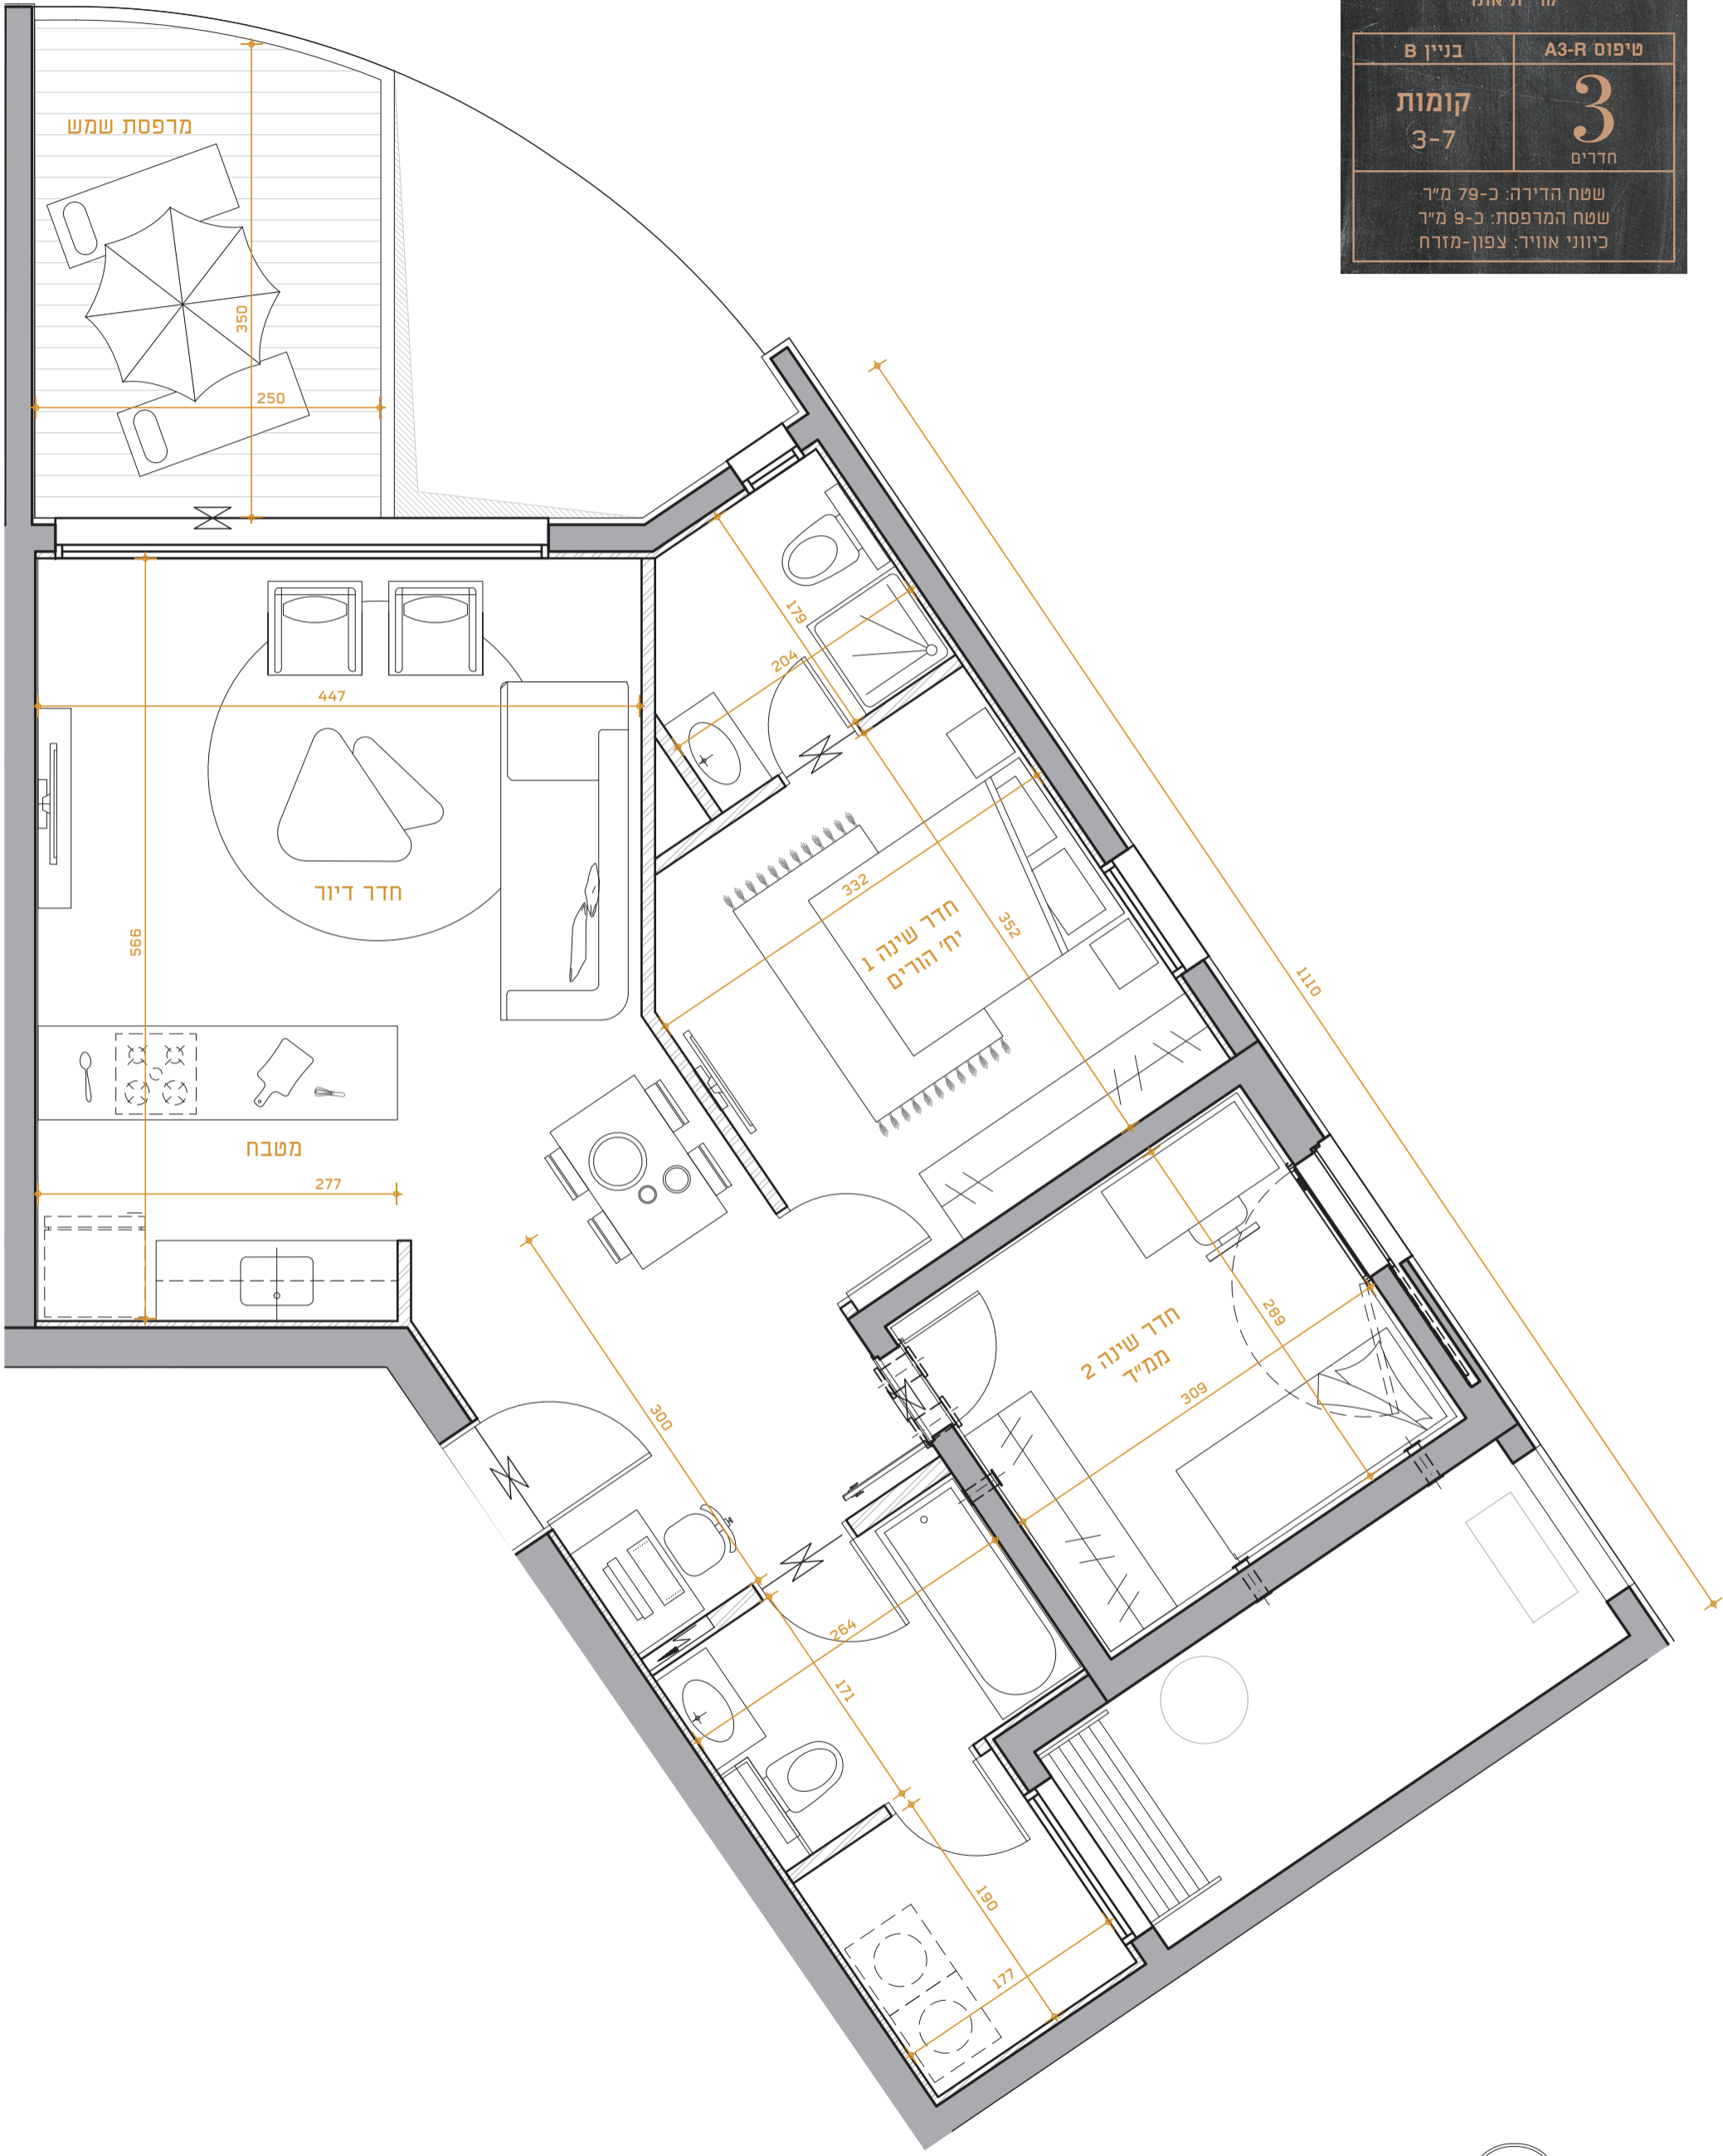 טיפוס A3-R
בניין B
3
חדרים
קומות
3-7
שטח הדירה: כ-79 מ״ר
שטח המרפסת: כ-9 מ״ר
כיווני אוויר: צפון-מזרח
מרפסת שמש
350
250
447
566
חדר דיור
מטבח
277
179
204
332
352
חדר שינה 1
יח׳ הורים
1110
289
309
חדר שינה 2
ממ״ד
300
264
171
190
177